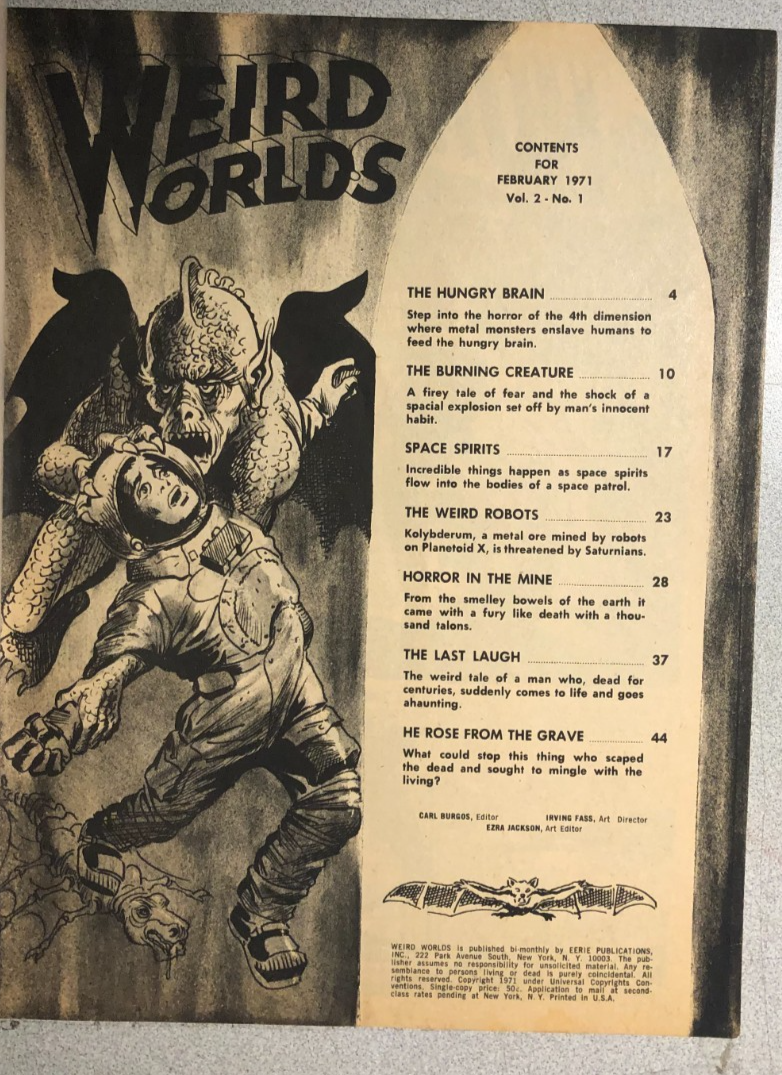 WEIRD
WORLDS
CONTENTS
FOR
FEBRUARY 1971
Vol. 2 - No. 1
THE HUNGRY BRAIN 4
Step into the horror of the 4th dimension
where metal monsters enslave humans to
feed the hungry brain.
THE BURNING CREATURE 10
A firey tale of fear and the shock of a
spacial explosion set off by man's innocent
habit.
SPACE SPIRITS 17
Incredible things happen as space spirits
flow into the bodies of a space patrol.
THE WEIRD ROBOTS 23
Kolybderum, a metal ore mined by robots
on Planetoid X, is threatened by Saturnians.
HORROR IN THE MINE 28
From the smelley bowels of the earth it
came with a fury like death with a thou-
sand talons.
THE LAST LAUGH 37
The weird tale of a man who, dead for
centuries, suddenly comes to life and goes
ahaunting.
HE ROSE FROM THE GRAVE 44
What could stop this thing who scaped
the dead and sought to mingle with the
living?
CARL BURGOS, Editor IRVING FASS, Art Director
EZRA JACKSON, Art Editor
WEIRD WORLDS is published bi-monthly by EERIE PUBLICATIONS,
INC., 222 Park Avenue South, New York, N. Y. 10003. The pub-
lisher assumes no responsibility for unsolicited material. Any re-
semblance to persons living or dead is purely coincidental. All
rights reserved. Copyright 1971 under Universal Copyrights Con-
ventions. Single-copy price: 50¢. Application to mail at second-
class rates pending at New York, N. Y. Printed in U.S.A.